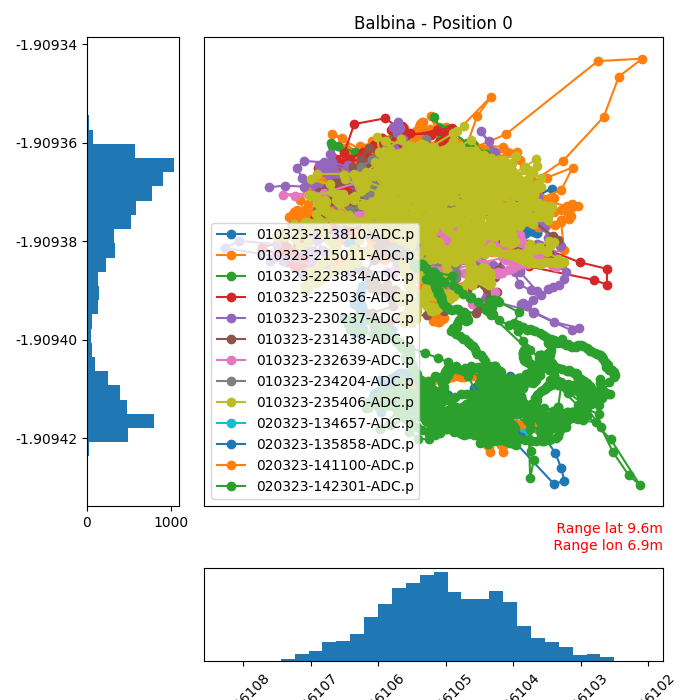 Balbina - Position 0
-1.90934
-1.90936
-1.90938
-1.90940
-1.90942
0
1000
010323-213810-ADC.p
010323-215011-ADC.p
010323-223834-ADC.p
010323-225036-ADC.p
010323-230237-ADC.p
010323-231438-ADC.p
010323-232639-ADC.p
010323-234204-ADC.p
010323-235406-ADC.p
020323-134657-ADC.p
020323-135858-ADC.p
020323-141100-ADC.p
020323-142301-ADC.p
Range lat 9.6m
Range lon 6.9m